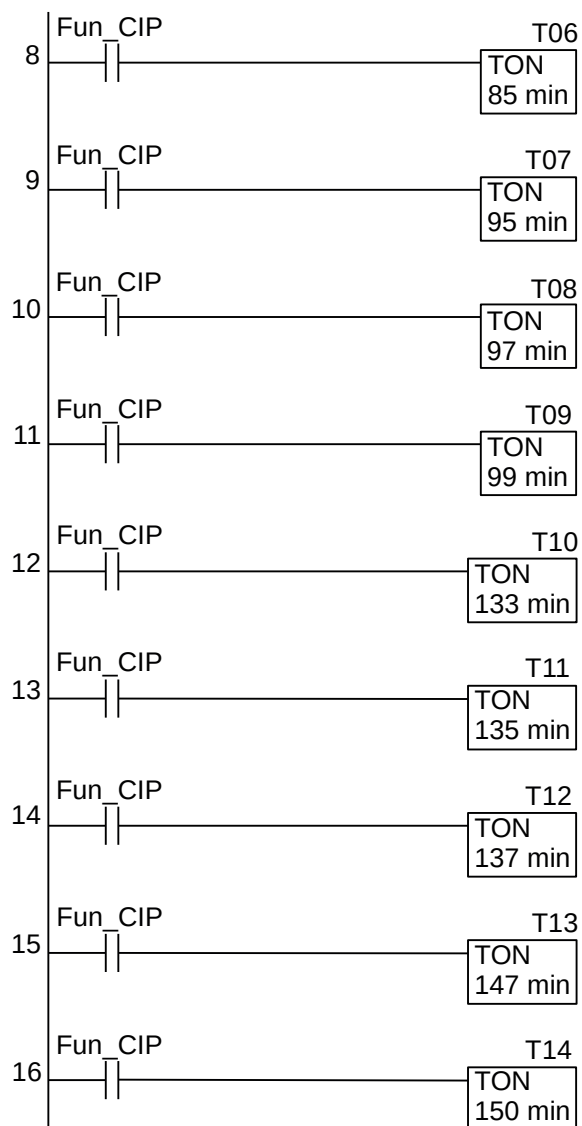 Fun_CIP
T06
8
TON
85 min
Fun_CIP
T07
9
TON
95 min
Fun_CIP
T08
10
TON
97 min
Fun_CIP
T09
11
TON
99 min
Fun_CIP
T10
12
TON
133 min
Fun_CIP
T11
13
TON
135 min
Fun_CIP
T12
14
TON
137 min
Fun_CIP
T13
15
TON
147 min
Fun_CIP
T14
16
TON
150 min